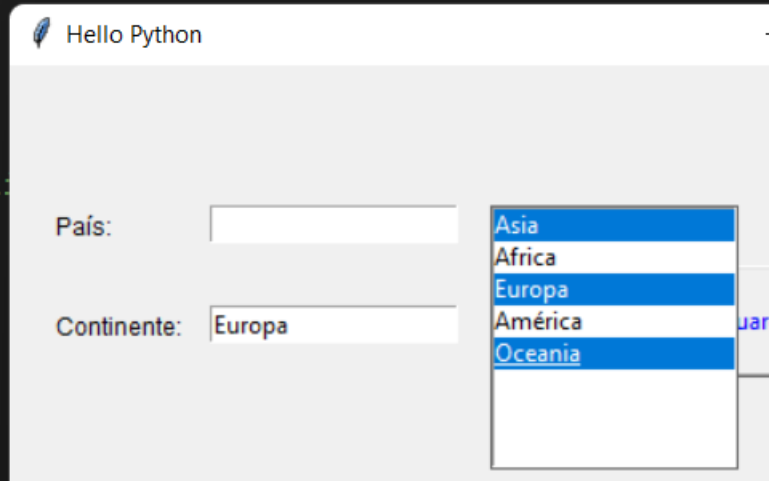 Hello Python
País:
Asia
Africa
Europa
América
Oceania
Continente:
Europa